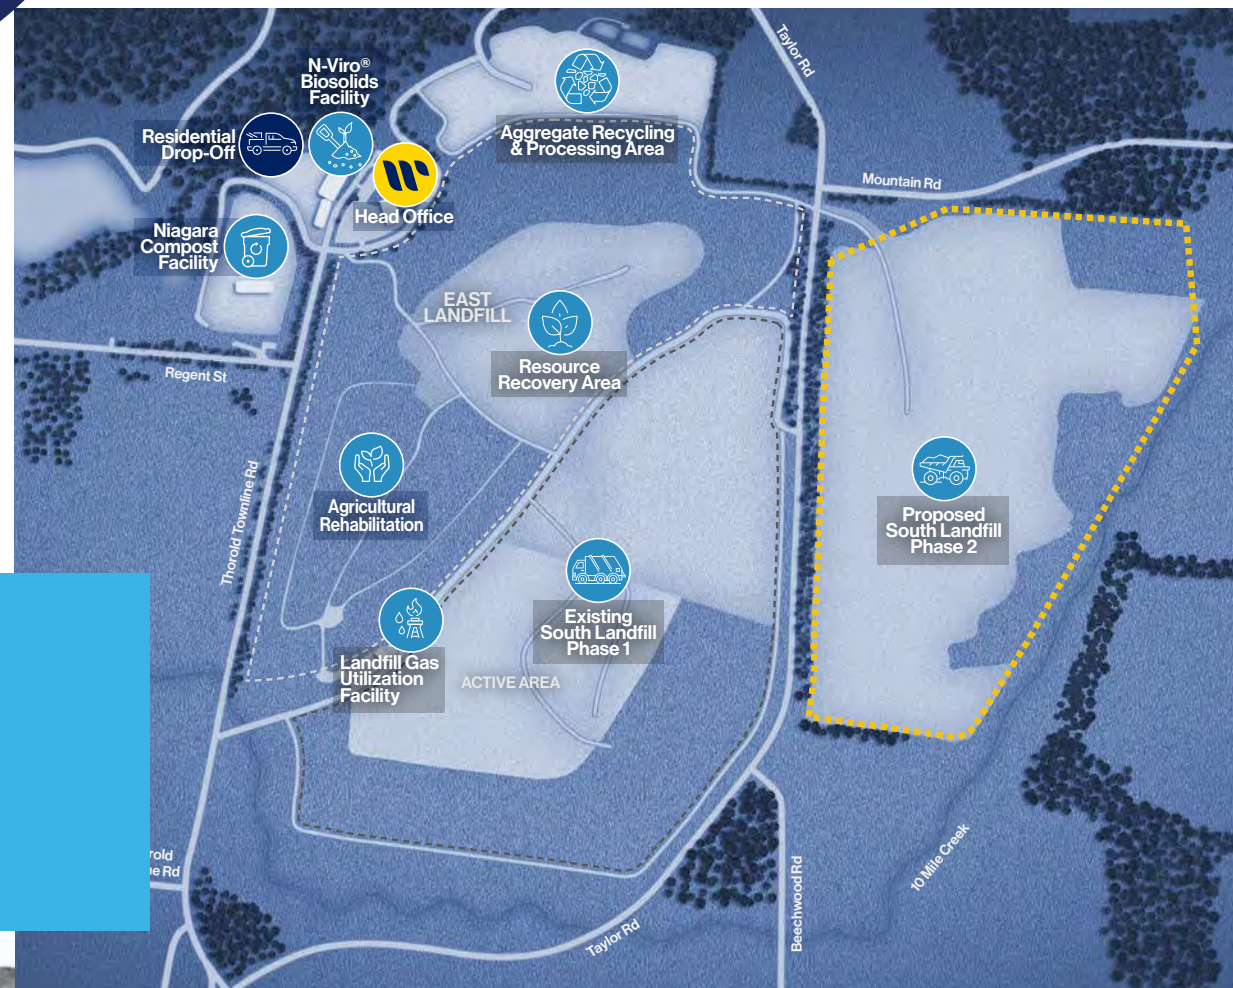 Taylor Rd
N-Viro®
Biosolids
Facility
Residential
Drop-Off
Aggregate Recycling
& Processing Area
Mountain Rd
Head Office
Niagara
Compost
Facility
EAST
LANDFILL
Resource
Recovery Area
Regent St
Thorold Townline Rd
Agricultural
Rehabilitation
Proposed
South Landfill
Phase 2
Existing
South Landfill
Phase 1
Landfill Gas
Utilization
Facility
ACTIVE AREA
10 Mile Creek
Beechwood Rd
Taylor Rd
Rd